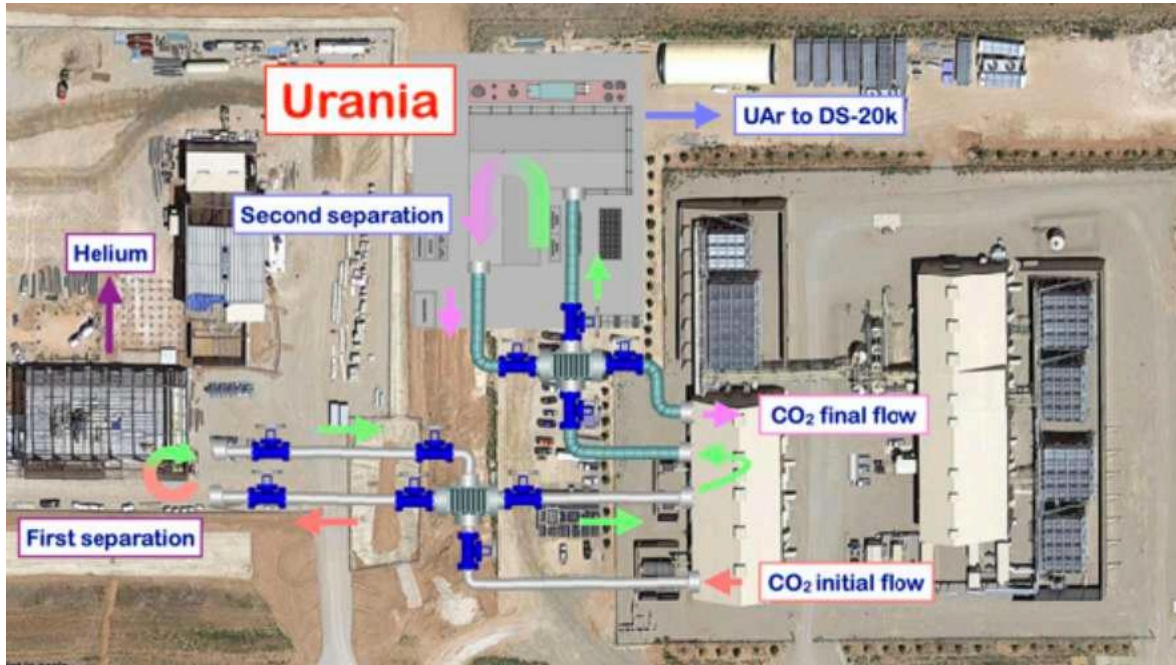 Urania
UAr to DS-20k
Second separation
Helium
CO₂ final flow
First separation
CO₂ initial flow